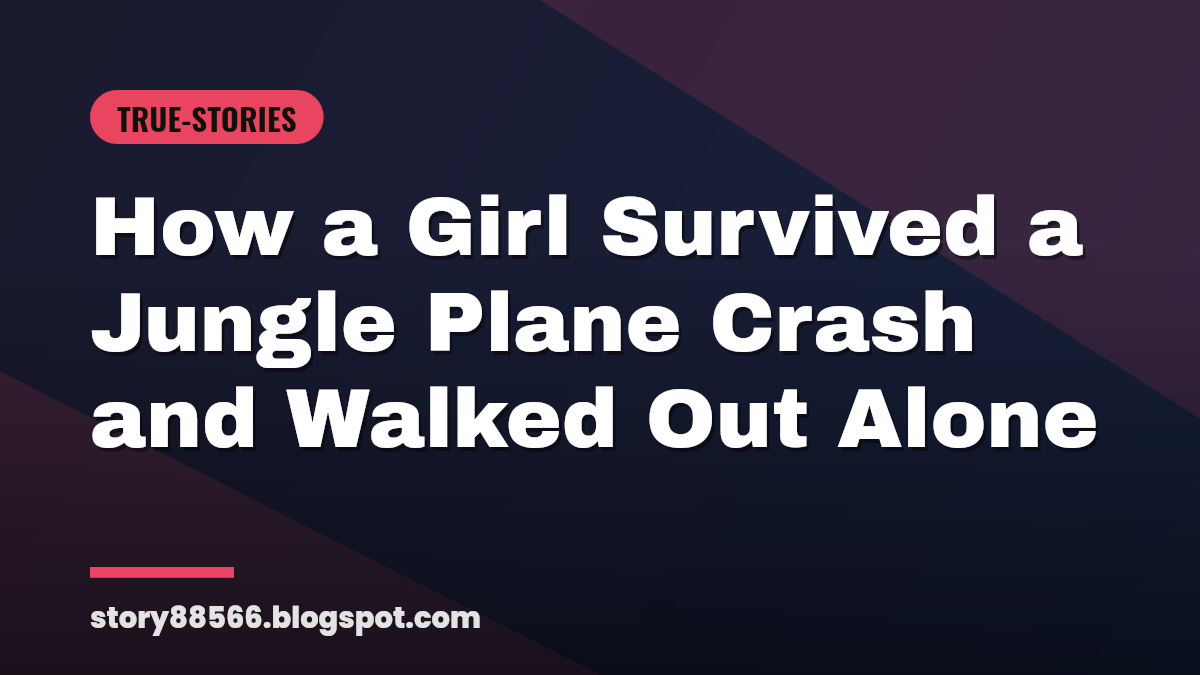 TRUE-STORIES
How a Girl Survived a
Jungle Plane Crash
and Walked Out Alone
story88566.blogspot.com